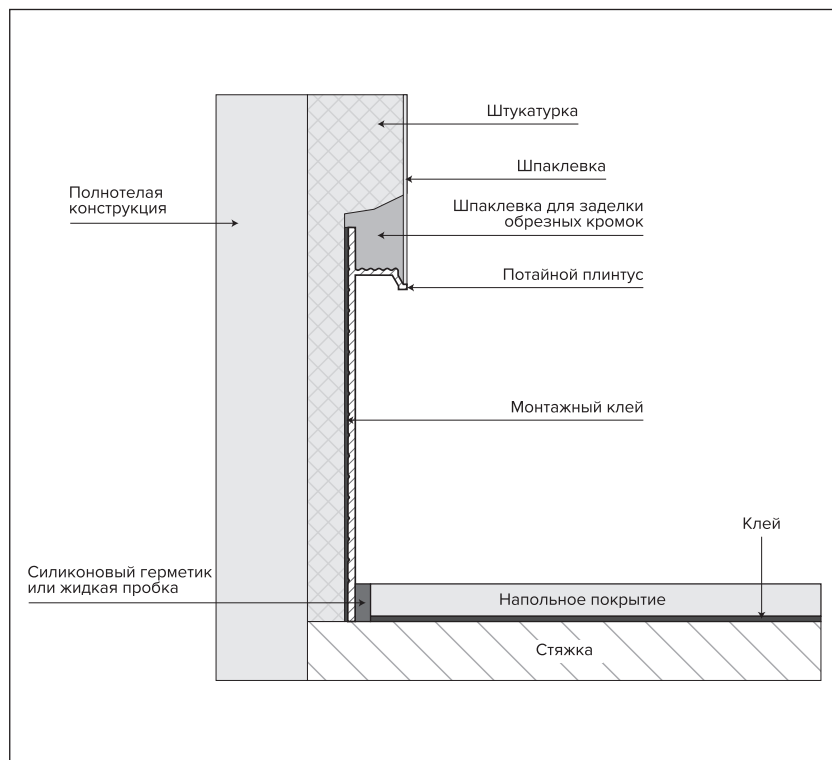 Штукатурка
Шпаклевка
Полнотелая
конструкция
Шпаклевка для заделки
обрезных кромок
Потайной плинтус
Монтажный клей
Клей
Силиконовый герметик
или жидкая пробка
Напольное покрытие
Стяжка